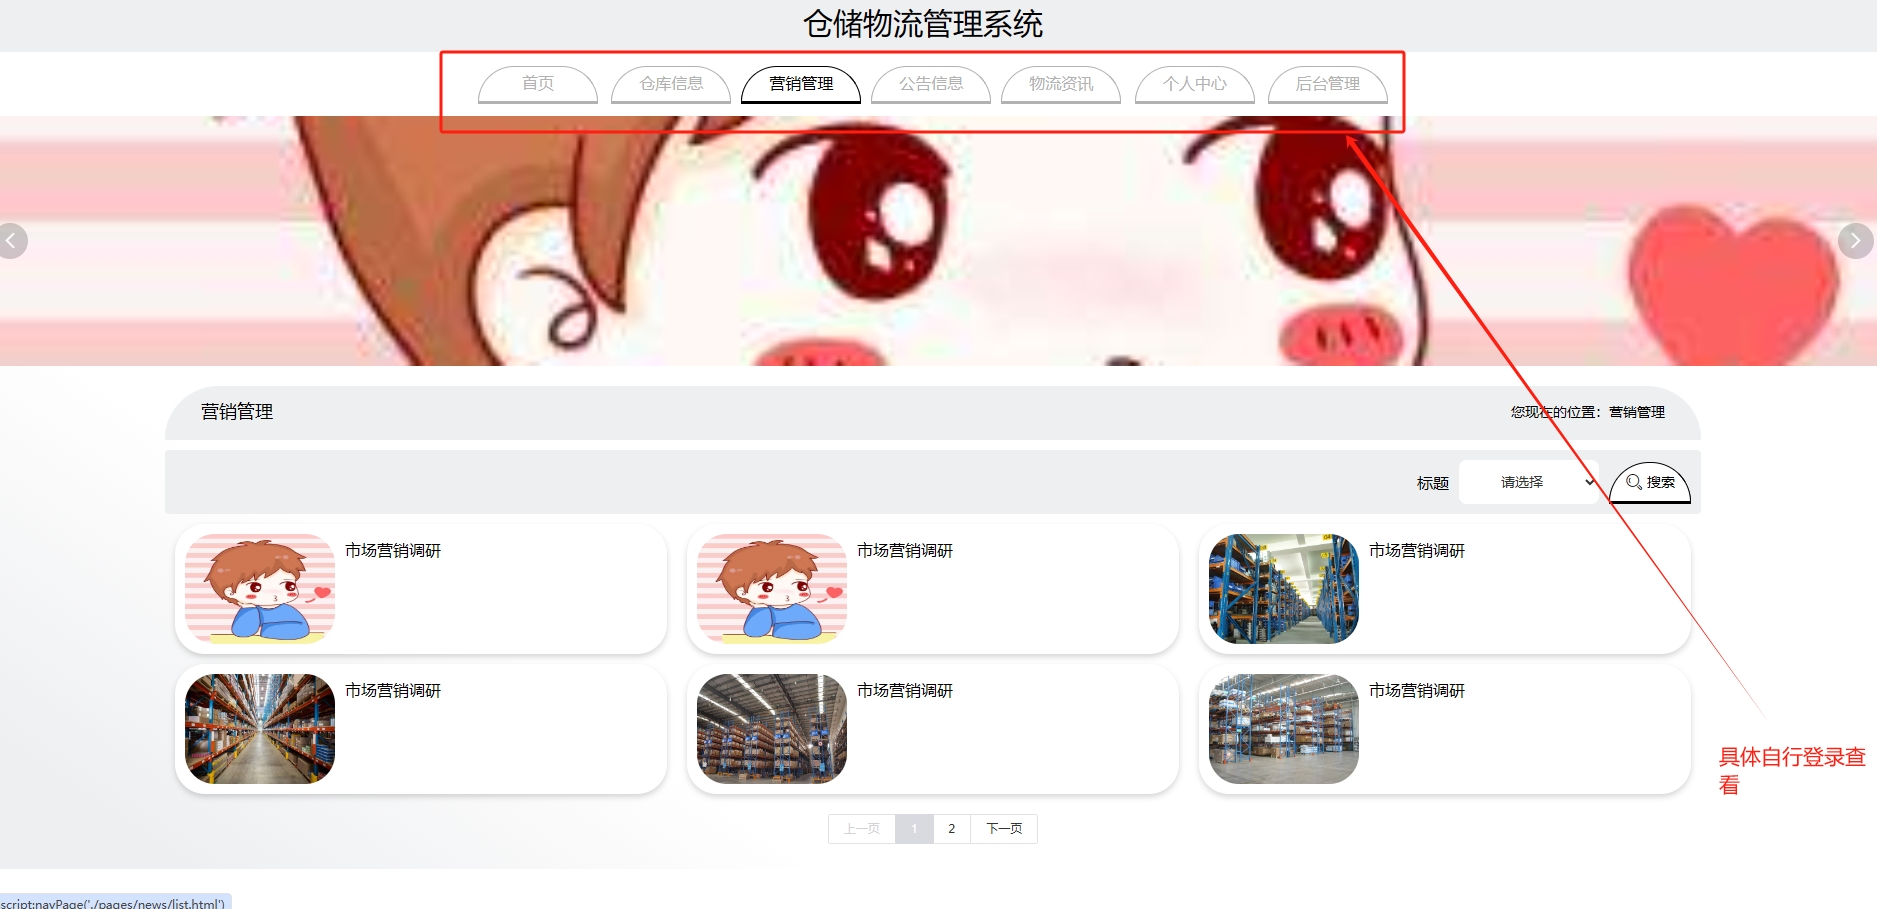 仓储物流管理系统
首页
仓库信息
营销管理
公告信息
物流资讯
个人中心
后台管理
营销管理
您现在的位置：营销管理
标题
请选择
搜索
市场营销调研
市场营销调研
市场营销调研
市场营销调研
市场营销调研
市场营销调研
具体自行登录查
看
上一页
1
2
下一页
script:navPage('./pages/news/list.html')